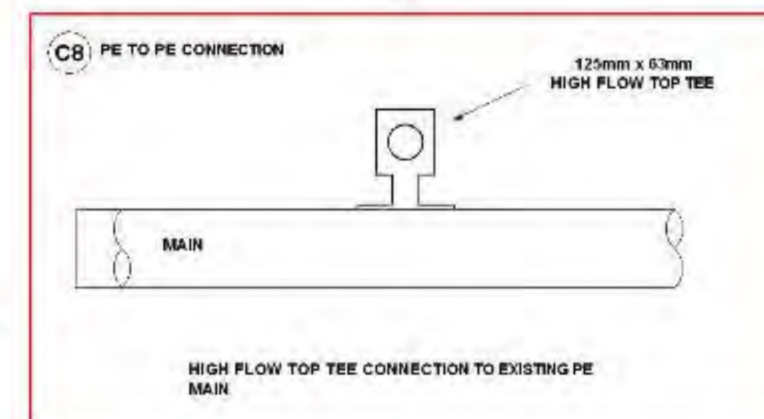 C8 PE TO PE CONNECTION
125mm x 63mm
HIGH FLOW TOP TEE
MAIN
HIGH FLOW TOP TEE CONNECTION TO EXISTING PE
MAIN